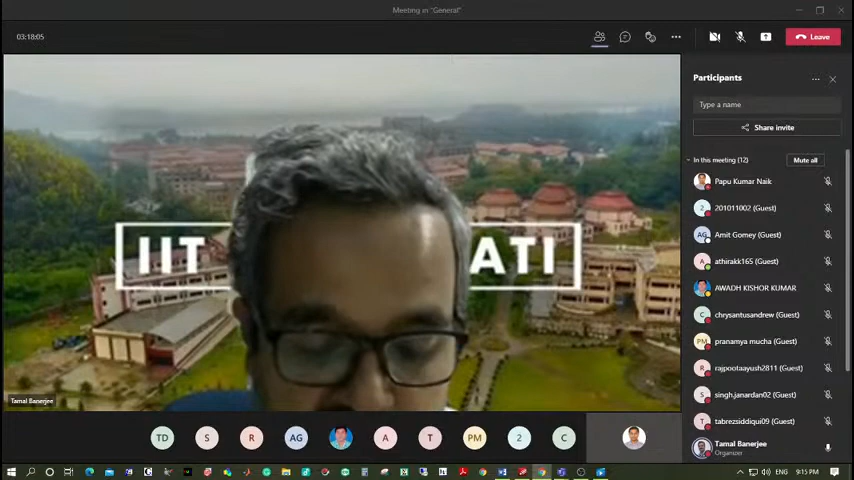 Meeting in "General"
03:18:05
Leave
Participants
Type a name
Share invite
In this meeting (12)
Mute all
Papu Kumar Naik
201011002 (Guest)
Amit Gomey (Guest)
athirakk165 (Guest)
AWADH KISHOR KUMAR
chrysantusandrew (Guest)
pranamya mucha (Guest)
rajpootaayush2811 (Guest)
singh.janardan02 (Guest)
tabrezsiddiqui09 (Guest)
Tamal Banerjee
Organizer
2
AG
A
C
PM
R
S
T
IIT
ATI
Tamal Banerjee
TD
S
R
AG
A
T
PM
2
C
ENG
9:15 PM